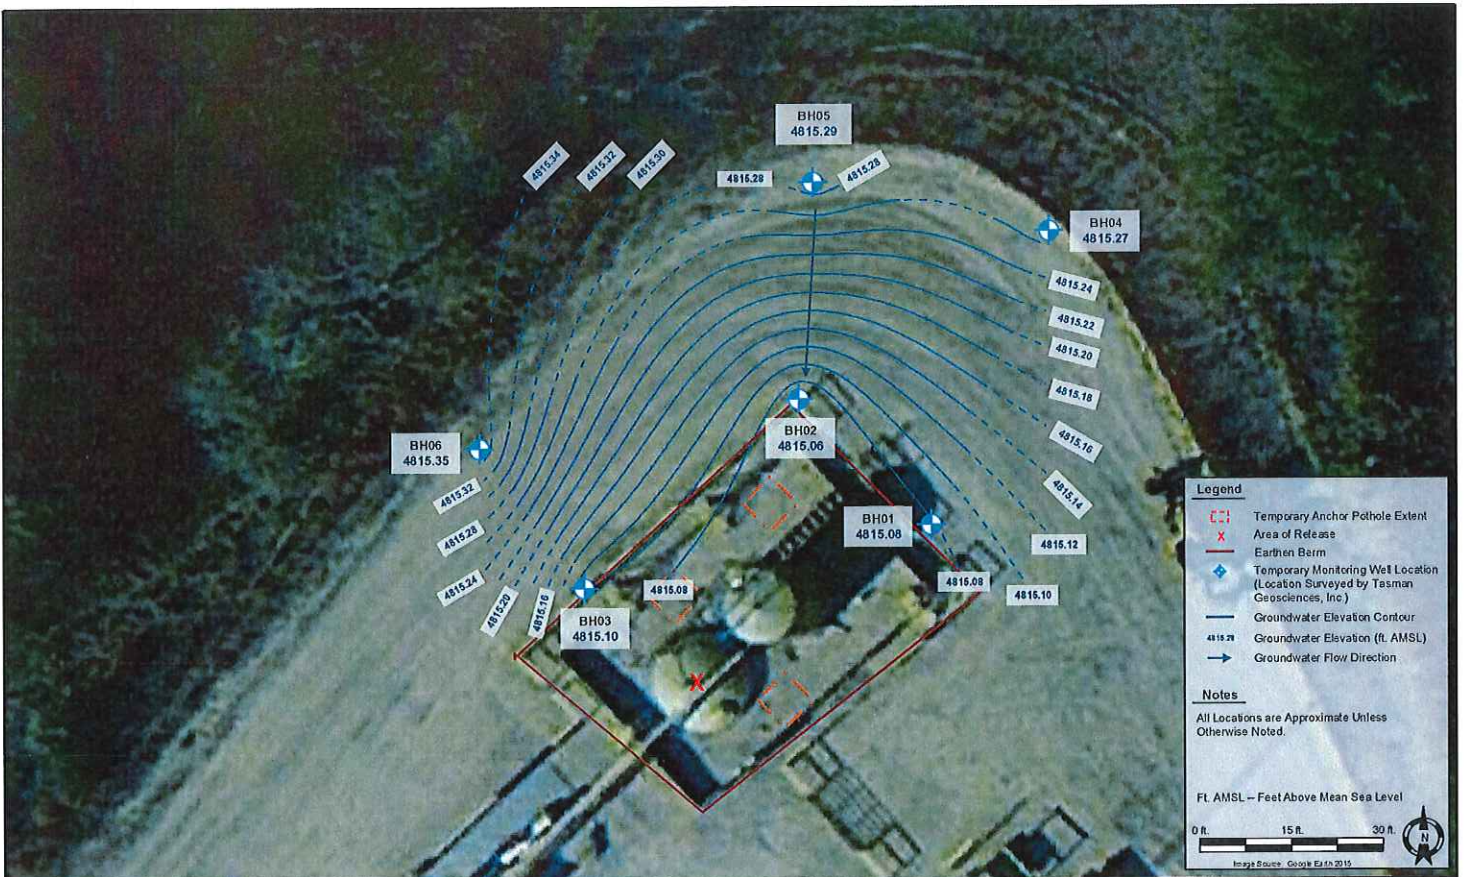 BH05
4815.29
4815.34
4815.32
4815.30
4815.28
4815.28
BH04
4815.27
4815.24
4815.22
4815.20
4815.18
4815.16
4815.14
4815.12
4815.10
4815.08
BH02
4815.06
BH01
4815.08
BH06
4815.35
4815.32
4815.28
4815.24
4815.20
4815.16
4815.08
BH03
4815.10
X
Legend
Temporary Anchor Pothole Extent
X Area of Release
Earthen Berm
Temporary Monitoring Well Location
(Location Surveyed by Tasman
Geosciences, Inc.)
Groundwater Elevation Contour
4815.28 Groundwater Elevation (ft. AMSL)
Groundwater Flow Direction
Notes
All Locations are Approximate Unless
Otherwise Noted.
Ft. AMSL – Feet Above Mean Sea Level
0 ft. 15 ft. 30 ft.
N
Image Source: Google Earth 2015